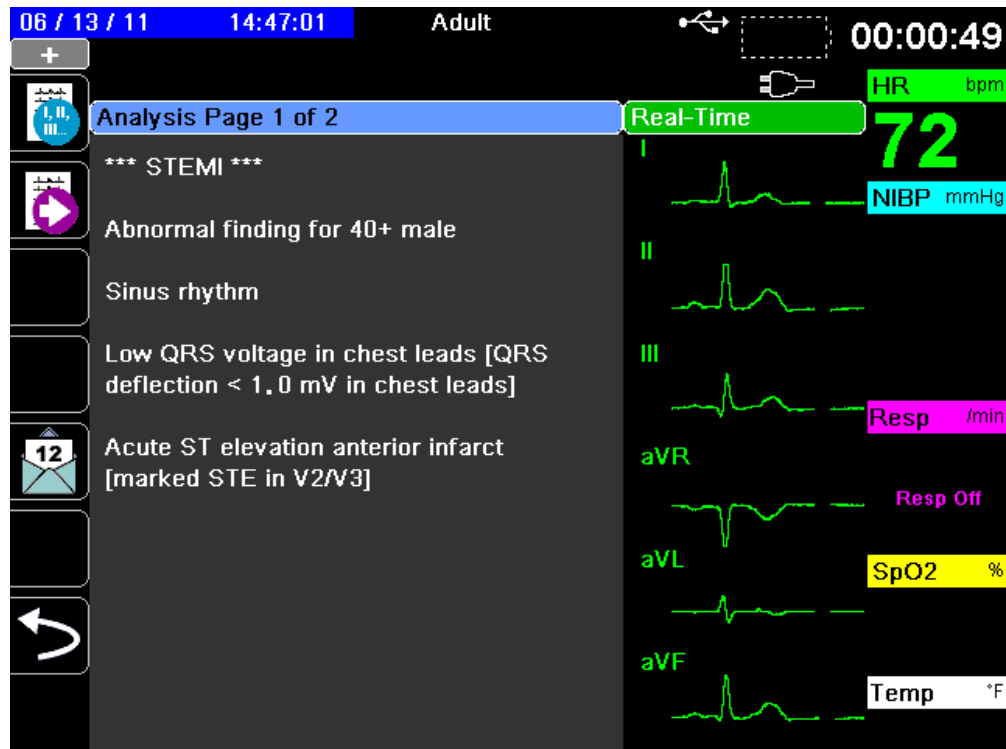 06 / 13 / 11 14:47:01 Adult 00:00:49
+
I, II,
III...
Analysis Page 1 of 2
*** STEMI ***
Abnormal finding for 40+ male
Sinus rhythm
Low QRS voltage in chest leads [QRS
deflection < 1.0 mV in chest leads]
Acute ST elevation anterior infarct
[marked STE in V2/V3]
12
Real-Time
I
II
III
aVR
aVL
aVF
HR bpm
72
NIBP mmHg
Resp /min
Resp Off
SpO2 %
Temp °F